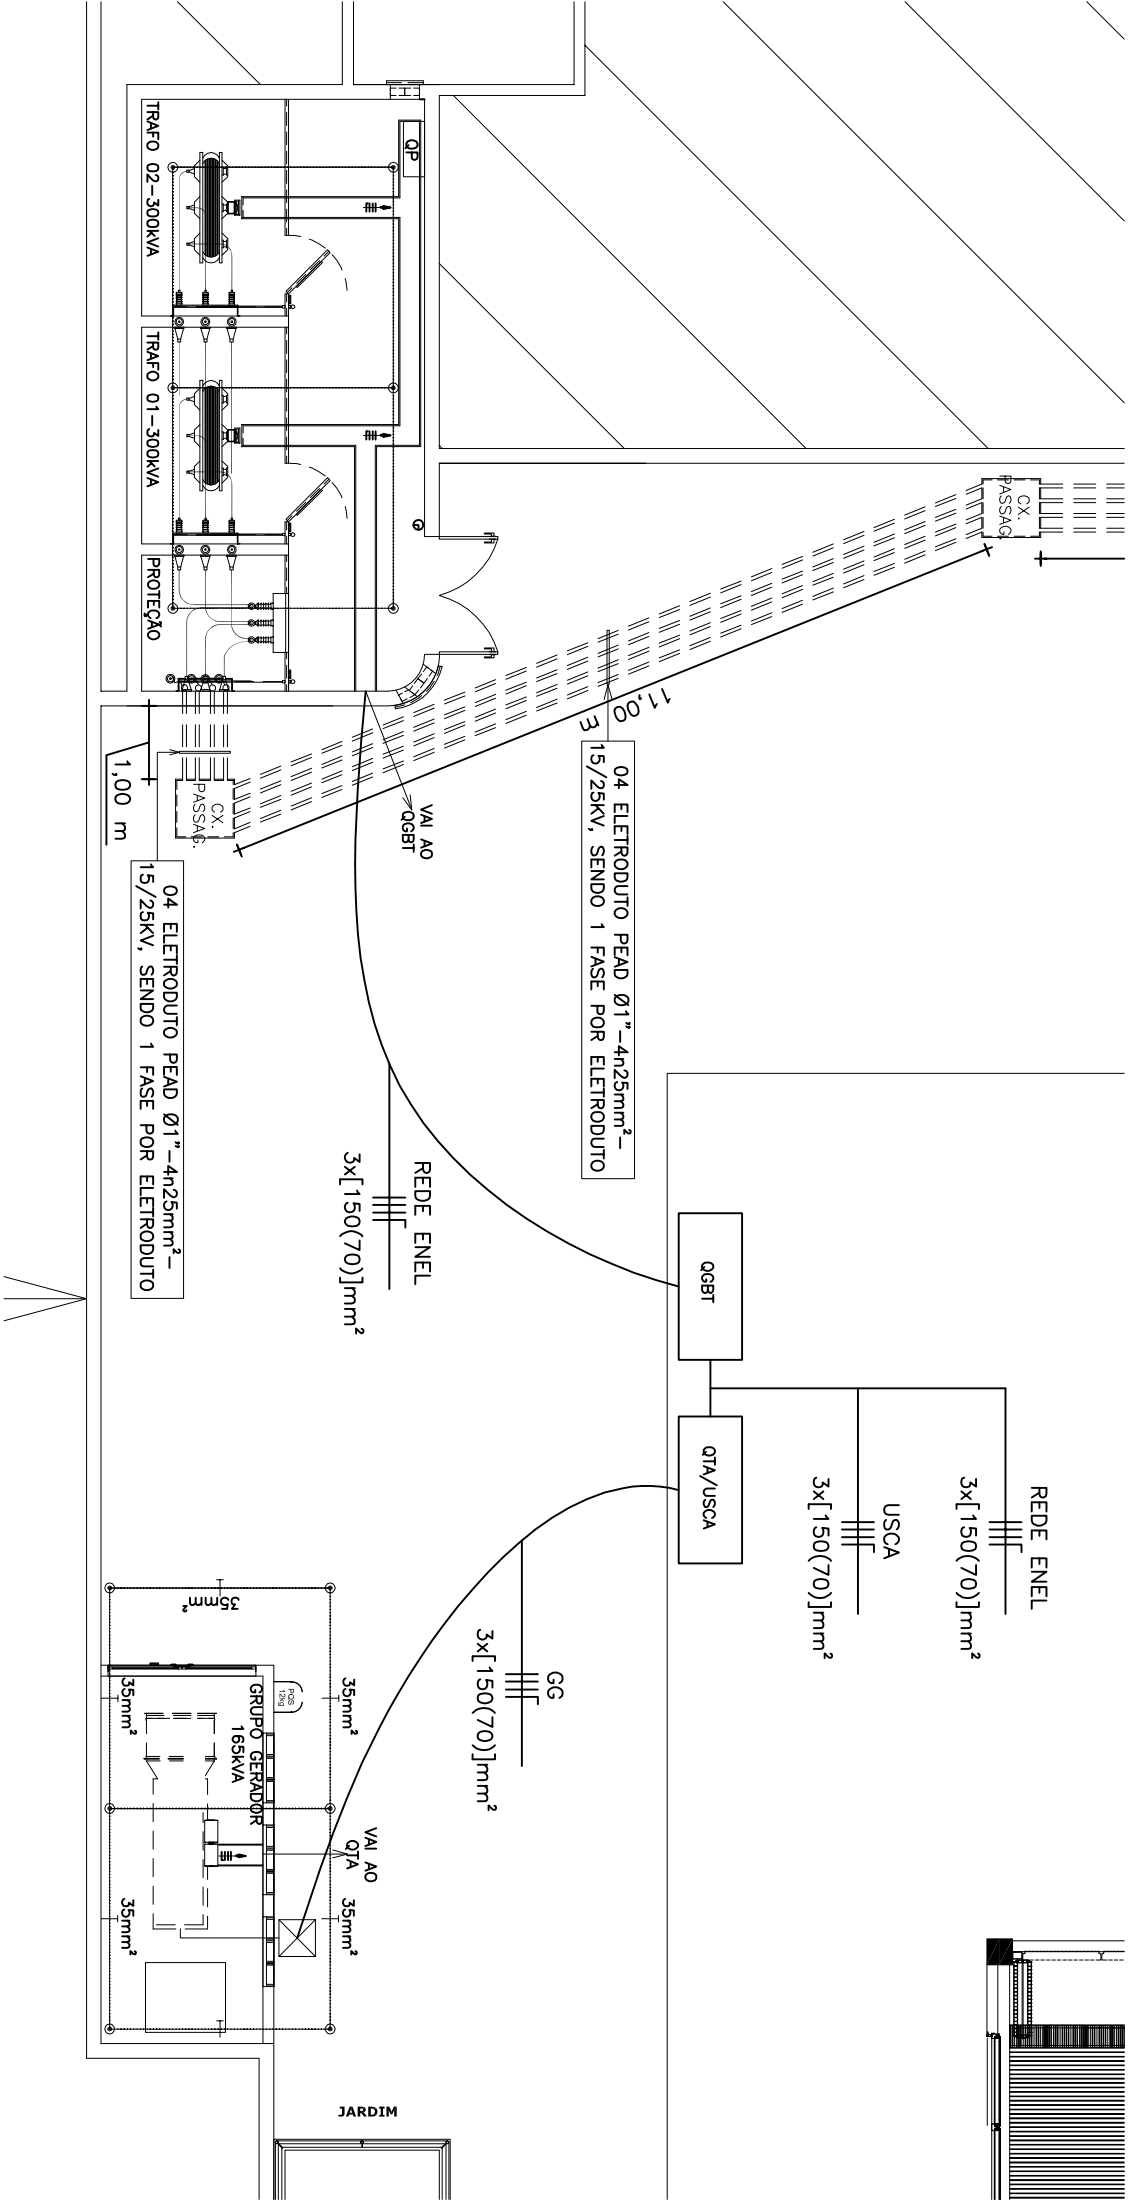 QP
TRAFO 02-300kVA
TRAFO 01-300kVA
PROTEÇÃO
CX.
PASSAG.
11,00 m
04 ELETRODUTO PEAD Ø1"-4n25mm²-
15/25KV, SENDO 1 FASE POR ELETRODUTO
1,00 m
CX.
PASSAG.
VAI AO
QGBT
04 ELETRODUTO PEAD Ø1"-4n25mm²-
15/25KV, SENDO 1 FASE POR ELETRODUTO
REDE ENEL
3x[150(70)]mm²
QGBT
QTA/USCA
REDE ENEL
3x[150(70)]mm²
USCA
3x[150(70)]mm²
GG
3x[150(70)]mm²
35mm²
35mm²
35mm²
PQS
12kg
GRUPO GERADOR
165kVA
VAI AO
QTA
35mm²
35mm²
JARDIM